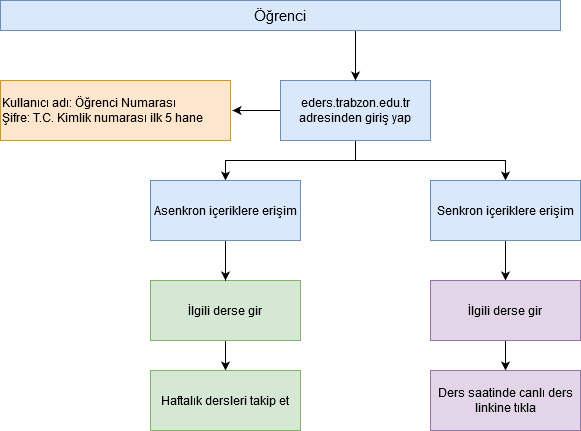 Öğrenci
Kullanıcı adı: Öğrenci Numarası
Şifre: T.C. Kimlik numarası ilk 5 hane
eders.trabzon.edu.tr
adresinden giriş yap
Asenkron içeriklere erişim
Senkron içeriklere erişim
İlgili derse gir
İlgili derse gir
Haftalık dersleri takip et
Ders saatinde canlı ders
linkine tıkla